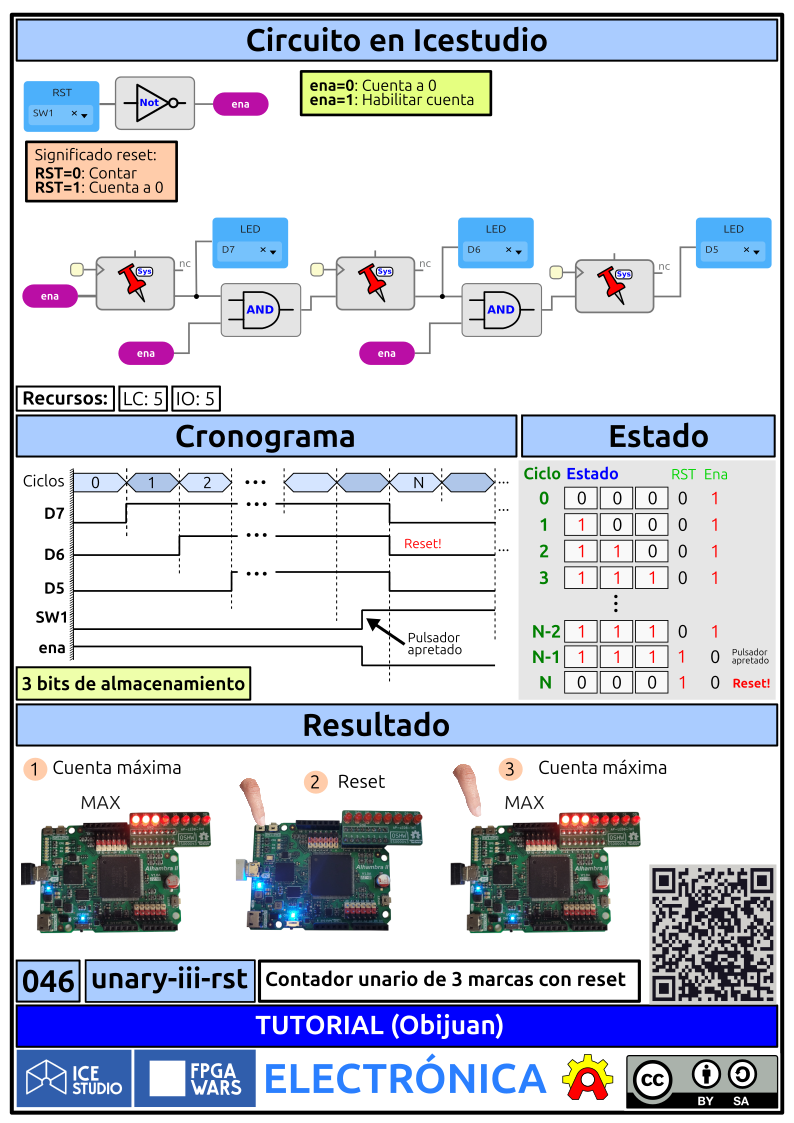 Circuito en Icestudio
RST
SW1
Not
ena
ena=0: Cuenta a 0
ena=1: Habilitar cuenta
Significado reset:
RST=0: Contar
RST=1: Cuenta a 0
LED
D7
LED
D6
LED
D5
Sys
nc
Sys
nc
Sys
nc
ena
AND
AND
ena
ena
Recursos:
LC: 5
IO: 5
Cronograma
Ciclos
0
1
2
...
N
...
D7
...
...
D6
...
Reset!
...
D5
...
SW1
ena
Pulsador
apretado
3 bits de almacenamiento
Estado
Ciclo Estado RST Ena
0 0 0 0 0 1
1 1 0 0 0 1
2 1 1 0 0 1
3 1 1 1 0 1
...
N-2 1 1 1 0 1
N-1 1 1 1 1 0 Pulsador
apretado
N 0 0 0 1 0 Reset!
Resultado
1 Cuenta máxima
MAX
2 Reset
3 Cuenta máxima
MAX
Alhambra II
Alhambra II
Alhambra II
046
unary-iii-rst
Contador unario de 3 marcas con reset
TUTORIAL (Obijuan)
ICE
STUDIO
FPGA
WARS
ELECTRÓNICA
cc
BY SA